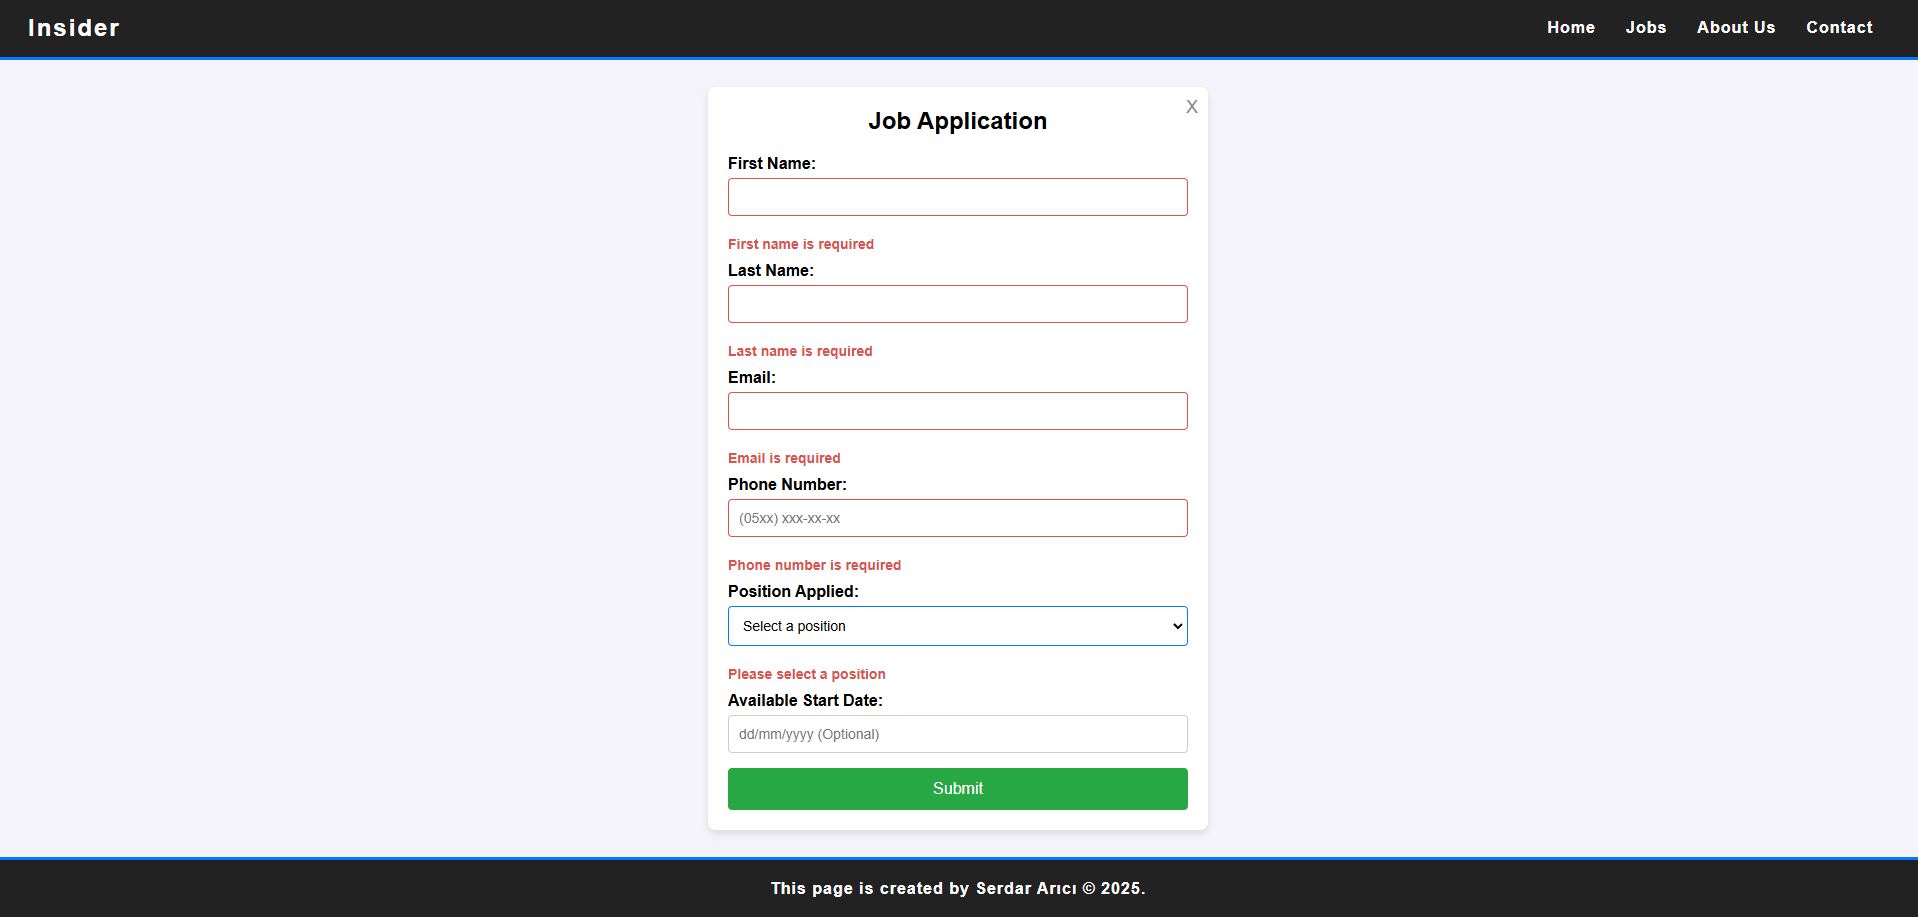 Insider
Home Jobs About Us Contact
X
Job Application
First Name:
First name is required
Last Name:
Last name is required
Email:
Email is required
Phone Number:
(05xx) xxx-xx-xx
Phone number is required
Position Applied:
Select a position
Please select a position
Available Start Date:
dd/mm/yyyy (Optional)
Submit
This page is created by Serdar Arıcı © 2025.